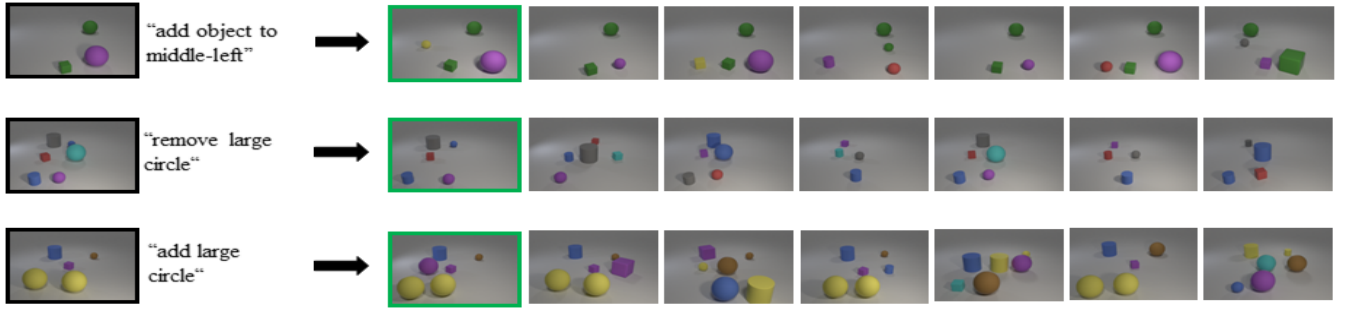 “add object to
middle-left”
“remove large
circle“
“add large
circle“